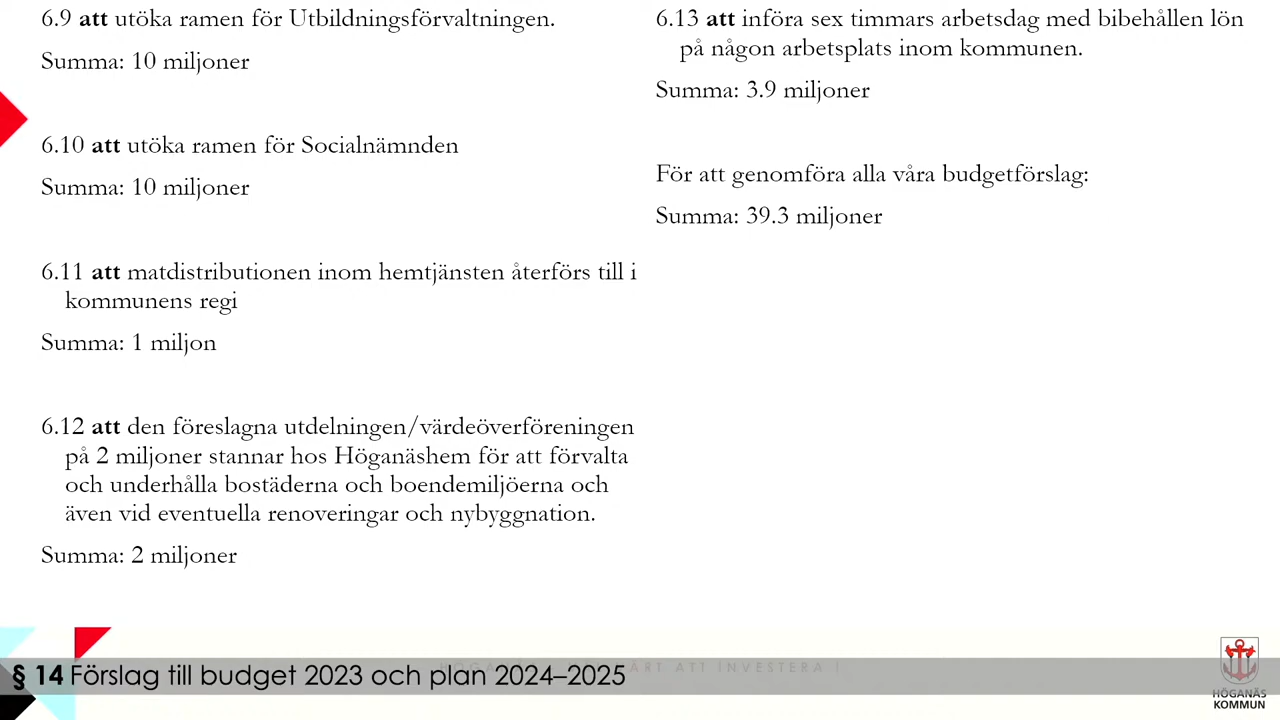 6.9 att utöka ramen för Utbildningsförvaltningen.
Summa: 10 miljoner
6.10 att utöka ramen för Socialnämnden
Summa: 10 miljoner
6.11 att matdistributionen inom hemtjänsten återförs till i
kommunens regi
Summa: 1 miljon
6.12 att den föreslagna utdelningen/värdeöverföreningen
på 2 miljoner stannar hos Höganäshem för att förvalta
och underhålla bostäderna och boendemiljöerna och
även vid eventuella renoveringar och nybyggnation.
Summa: 2 miljoner
6.13 att införa sex timmars arbetsdag med bibehållen lön
på någon arbetsplats inom kommunen.
Summa: 3.9 miljoner
För att genomföra alla våra budgetförslag:
Summa: 39.3 miljoner
ATT INVESTERA I
§ 14 Förslag till budget 2023 och plan 2024–2025
HÖGANÄS
KOMMUN